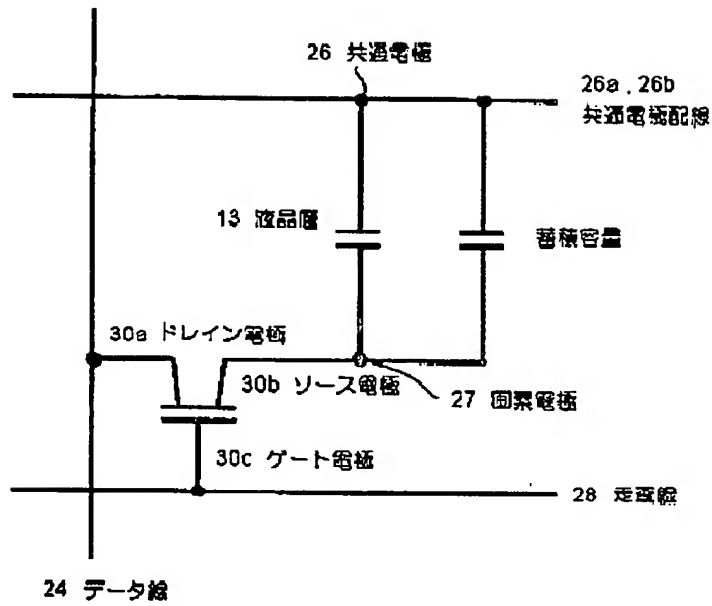 26 共通電極
26a, 26b
共通電極配線
13 液晶層
蓄積容量
30a ドレイン電極
30b ソース電極
27 画素電極
30c ゲート電極
28 走査線
24 データ線